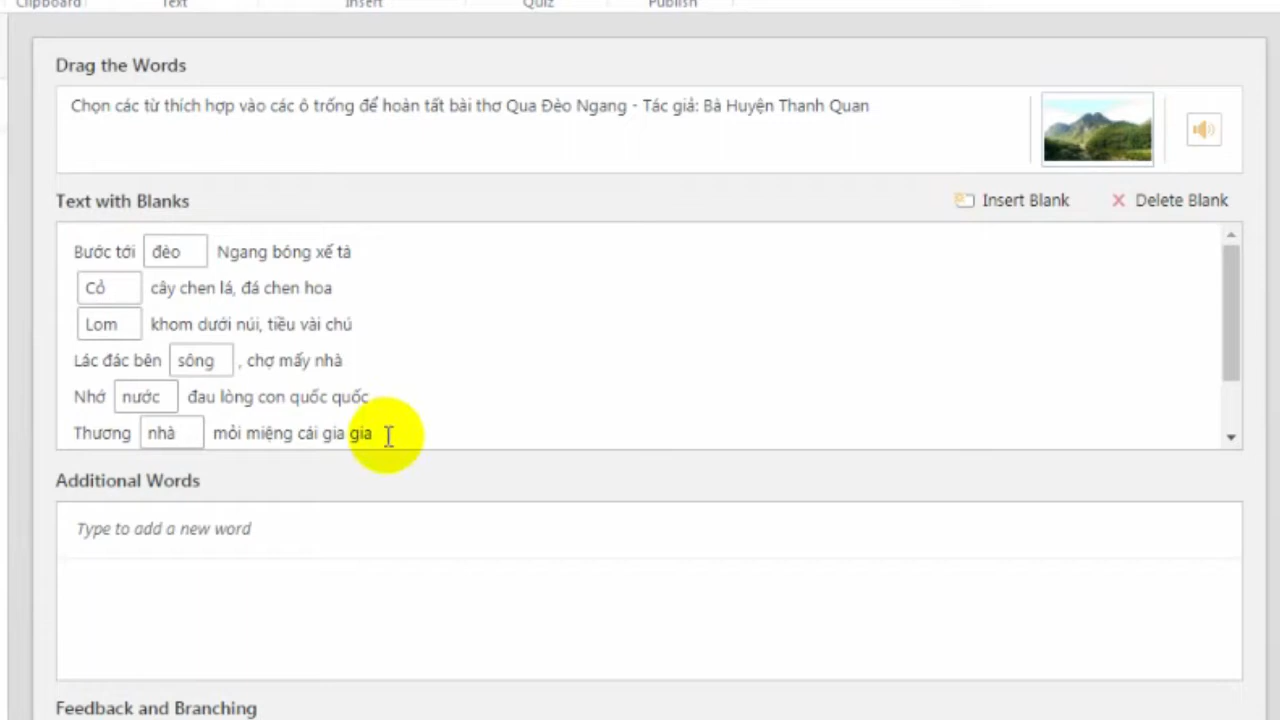 Clipboard Text Insert Quiz Publish
Drag the Words
Chọn các từ thích hợp vào các ô trống để hoàn tất bài thơ Qua Đèo Ngang - Tác giả: Bà Huyện Thanh Quan
Text with Blanks Insert Blank Delete Blank
Bước tới đèo Ngang bóng xế tà
Cỏ cây chen lá, đá chen hoa
Lom khom dưới núi, tiều vài chú
Lác đác bên sông , chợ mấy nhà
Nhớ nước đau lòng con quốc quốc
Thương nhà mỏi miệng cái gia gia
Additional Words
Type to add a new word
Feedback and Branching